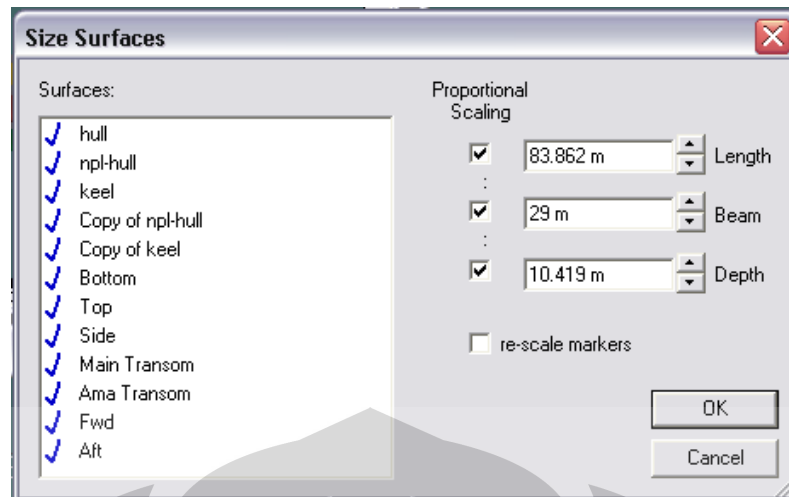 Size Surfaces
Surfaces:
hull
npl-hull
keel
Copy of npl-hull
Copy of keel
Bottom
Top
Side
Main Transom
Ama Transom
Fwd
Aft
Proportional
Scaling
83.862 m Length
:
29 m Beam
:
10.419 m Depth
re-scale markers
OK
Cancel